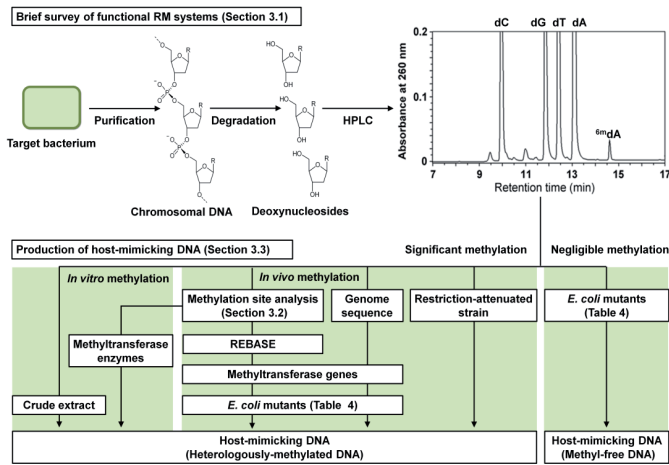 Brief survey of functional RM systems (Section 3.1)
Target bacterium
Purification
Degradation
HPLC
Chromosomal DNA
Deoxynucleosides
O
HO
R
O
O
⁻O
P
O
O
R
O
O
⁻O
P
O
O
R
O
O
HO
R
O
OH
HO
R
O
OH
HO
R
O
OH
Absorbance at 260 nm
0.2
0.1
0
dC
dG
dT
dA
6mdA
7 9 11 13 15 17
Retention time (min)
Production of host-mimicking DNA (Section 3.3)
Significant methylation
Negligible methylation
In vitro methylation
In vivo methylation
Methylation site analysis
(Section 3.2)
Genome
sequence
Restriction-attenuated
strain
E. coli mutants
(Table 4)
Methyltransferase
enzymes
REBASE
Methyltransferase genes
Crude extract
E. coli mutants (Table 4)
Host-mimicking DNA
(Heterologously-methylated DNA)
Host-mimicking DNA
(Methyl-free DNA)